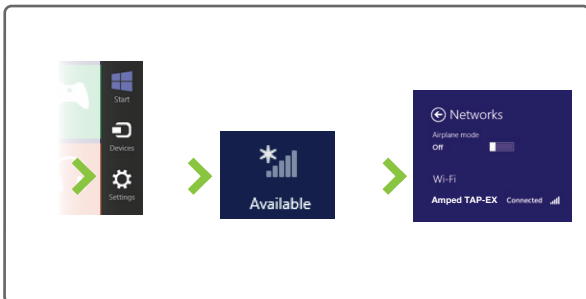 Start
Devices
Settings
Available
Networks
Airplane mode
Off
Wi-Fi
Amped TAP-EX Connected